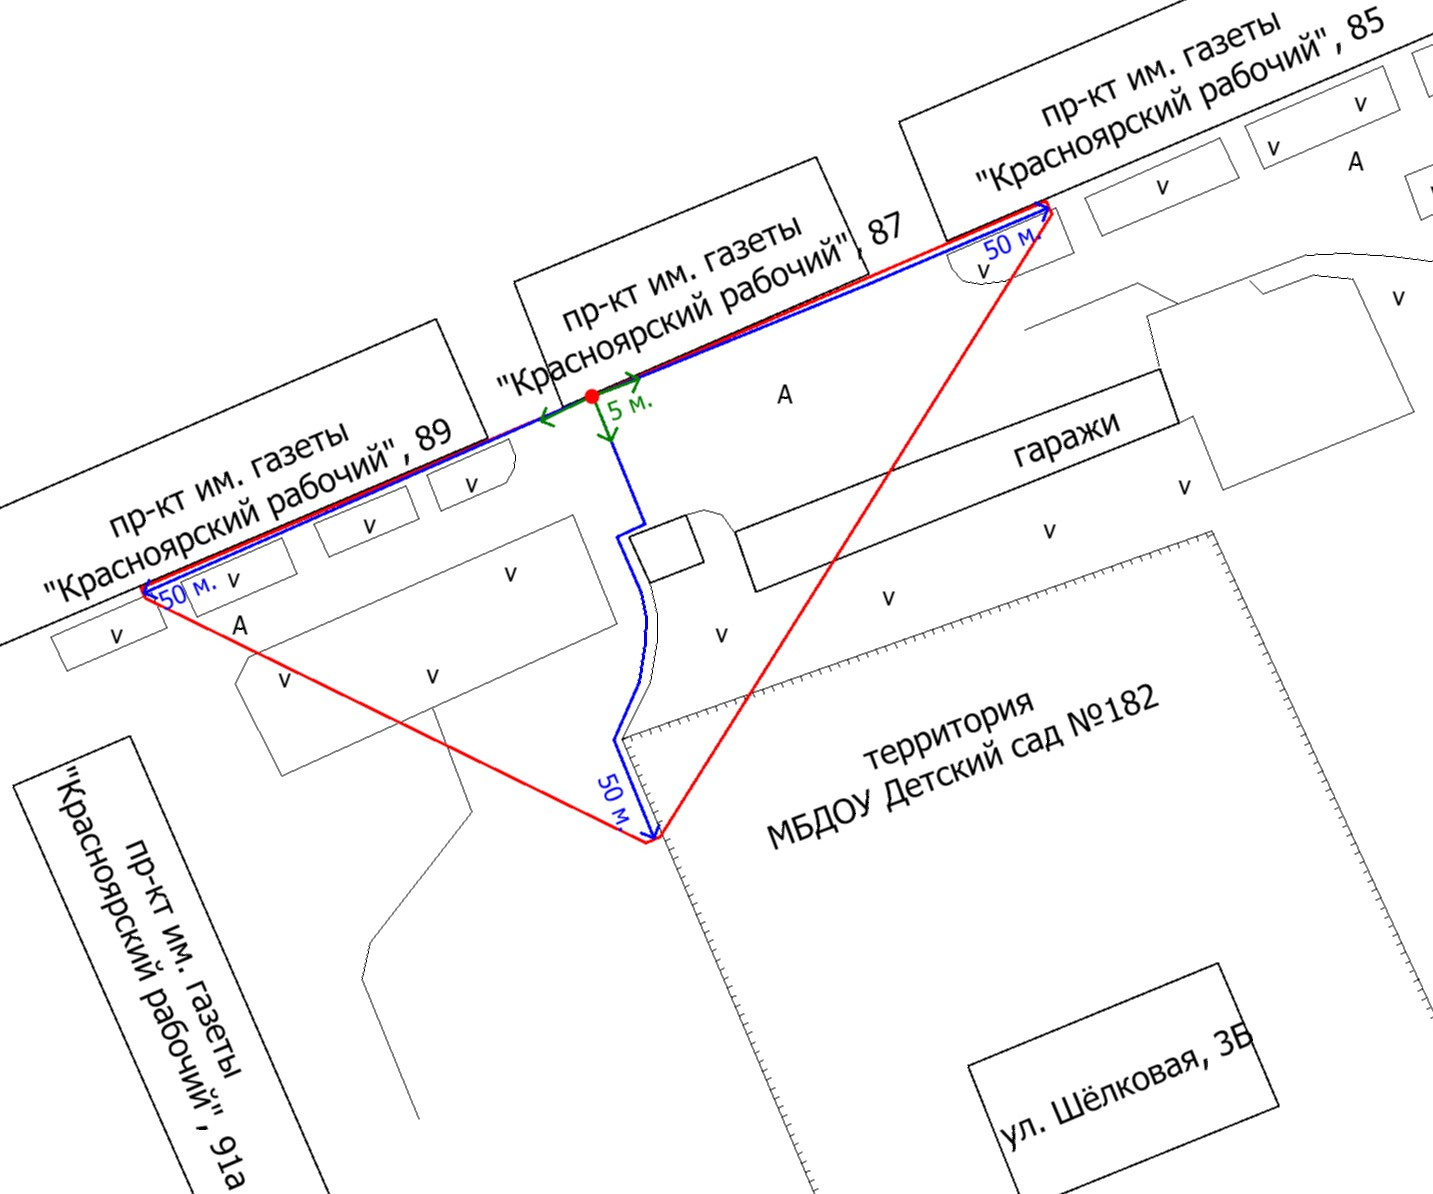 пр-кт им. газеты
"Красноярский рабочий", 85
v
v
A
v
50 м.
v
пр-кт им. газеты
"Красноярский рабочий", 87
v
A
5 м.
гаражи
пр-кт им. газеты
"Красноярский рабочий", 89
v
v
v
v
v
v
50 м.
v
v
A
v
v
v
50 м.
территория
МБДОУ Детский сад №182
пр-кт им. газеты
"Красноярский рабочий", 91а
ул. Шёлковая, 3Б